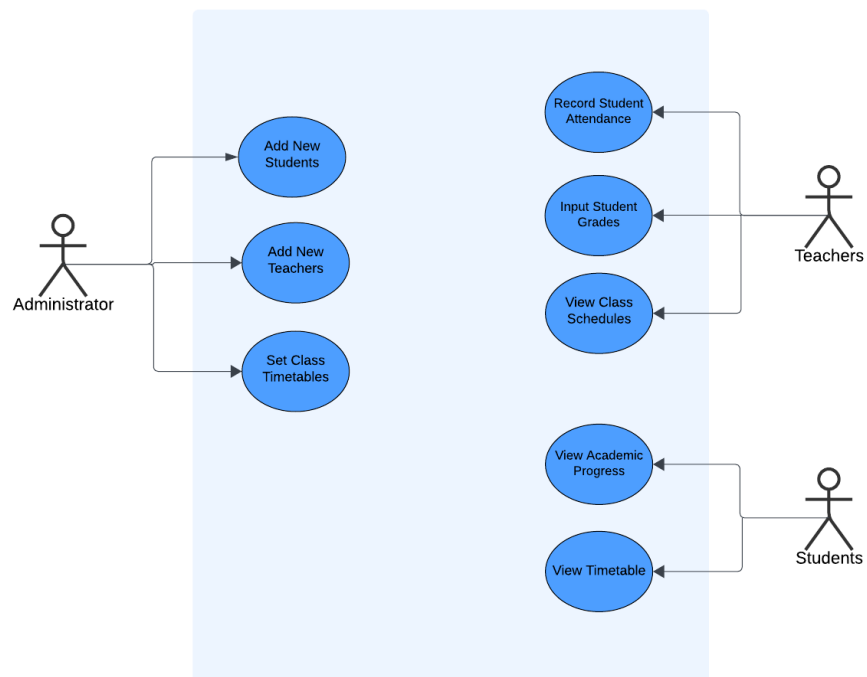 Add New
Students
Add New
Teachers
Set Class
Timetables
Administrator
Record Student
Attendance
Input Student
Grades
View Class
Schedules
Teachers
View Academic
Progress
View Timetable
Students